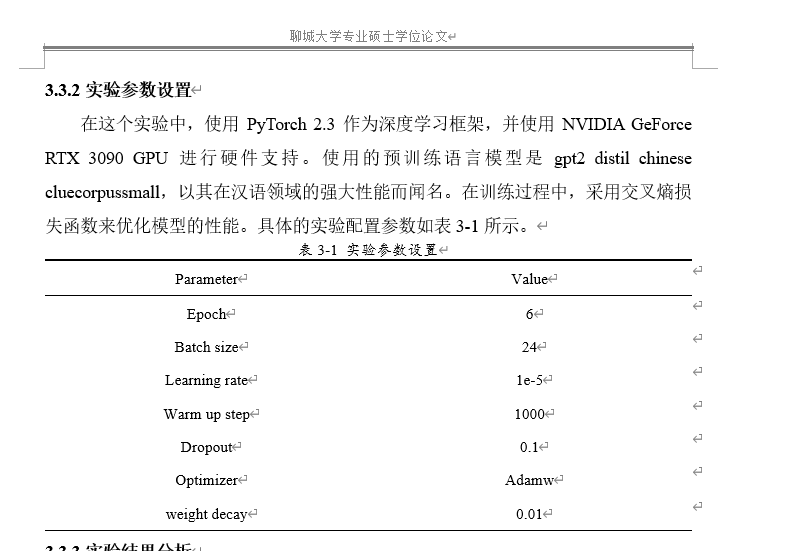 聊城大学专业硕士学位论文
3.3.2 实验参数设置
在这个实验中，使用 PyTorch 2.3 作为深度学习框架，并使用 NVIDIA GeForce
RTX 3090 GPU 进行硬件支持。使用的预训练语言模型是 gpt2 distil chinese
cluecorpussmall，以其在汉语领域的强大性能而闻名。在训练过程中，采用交叉熵损
失函数来优化模型的性能。具体的实验配置参数如表 3-1 所示。
表 3-1 实验参数设置
Parameter Value
Epoch 6
Batch size 24
Learning rate 1e-5
Warm up step 1000
Dropout 0.1
Optimizer Adamw
weight decay 0.01
3.3.3 实验结果分析